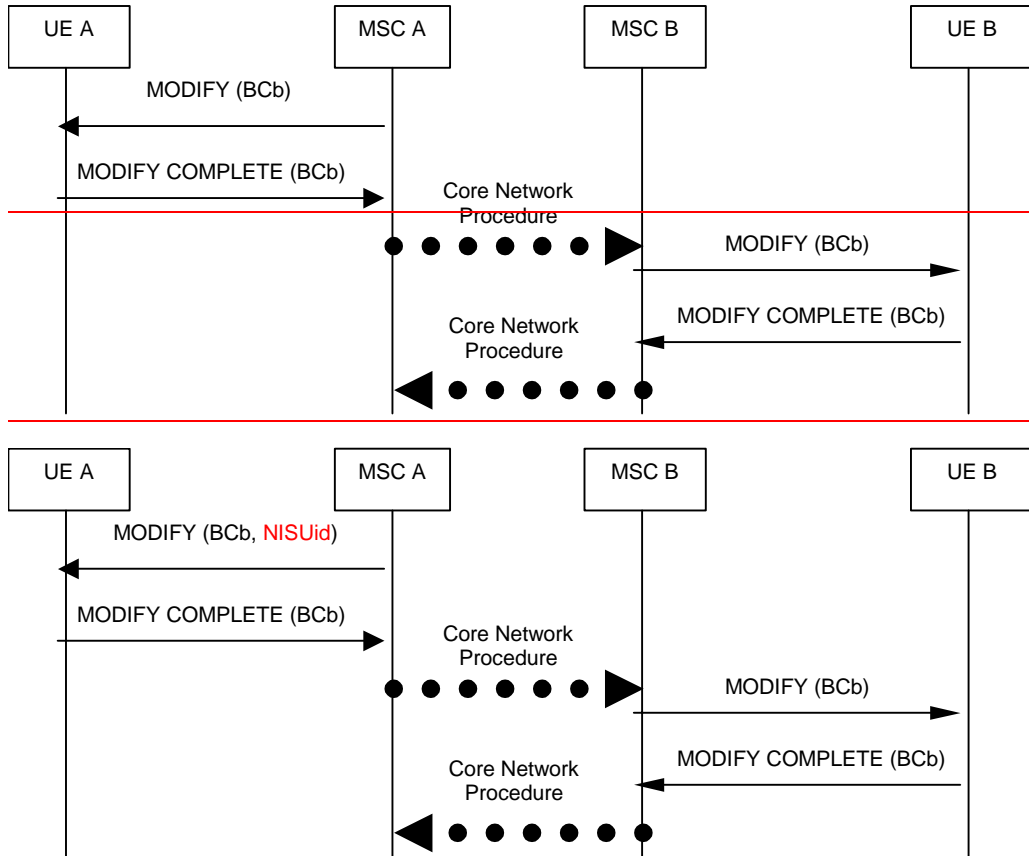 UE A
MSC A
MSC B
UE B
MODIFY (BCb)
MODIFY COMPLETE (BCb)
Core Network
Procedure
MODIFY (BCb)
MODIFY COMPLETE (BCb)
Core Network
Procedure
UE A
MSC A
MSC B
UE B
MODIFY (BCb, NISUid)
MODIFY COMPLETE (BCb)
Core Network
Procedure
MODIFY (BCb)
MODIFY COMPLETE (BCb)
Core Network
Procedure